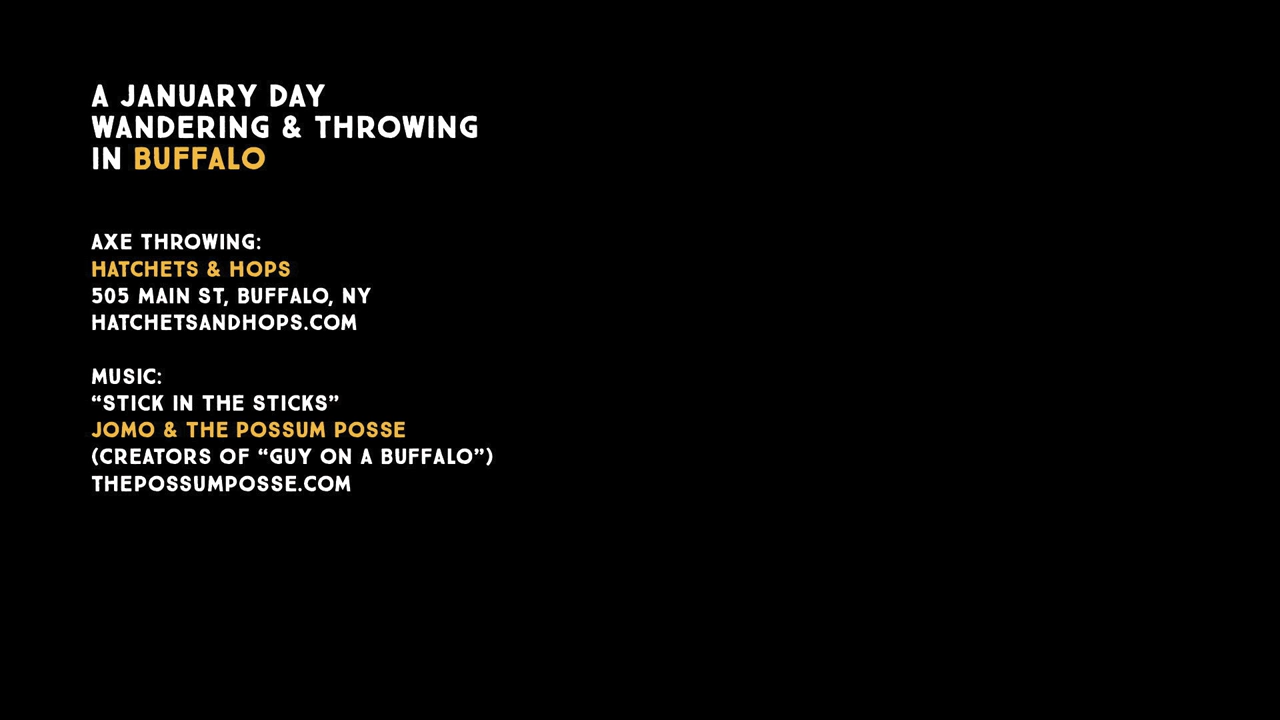 A JANUARY DAY
WANDERING & THROWING
IN BUFFALO
AXE THROWING:
HATCHETS & HOPS
505 MAIN ST, BUFFALO, NY
HATCHETSANDHOPS.COM
MUSIC:
“STICK IN THE STICKS”
JOMO & THE POSSUM POSSE
(CREATORS OF “GUY ON A BUFFALO”)
THEPOSSUMPOSSE.COM